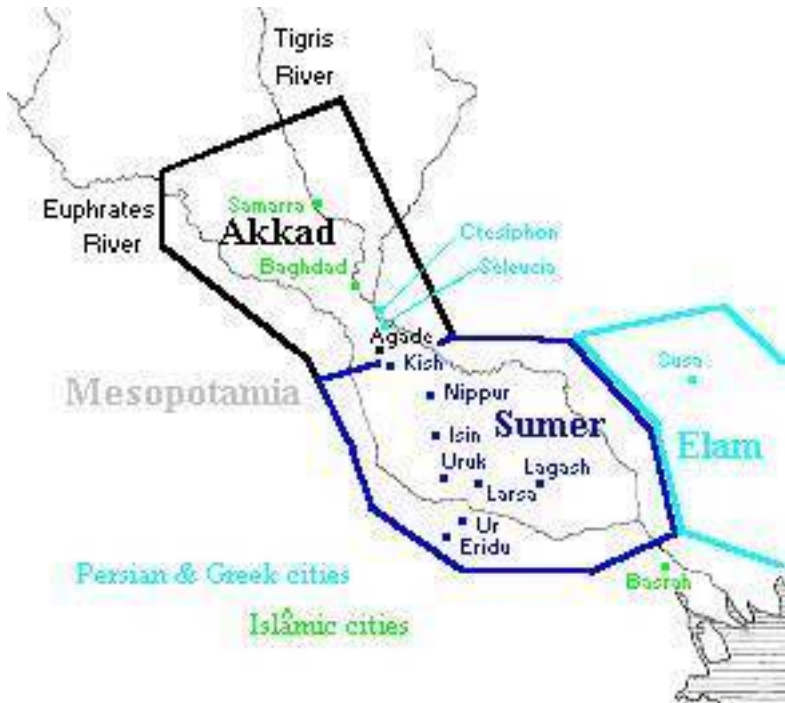 Tigris
River
Euphrates
River
Samarra
Akkad
Baghdad
Ctesiphon
Seleucia
Agade
Kish
Mesopotamia
Nippur
Sumer
Susa
Elam
Isin
Uruk
Lagash
Larsa
Ur
Eridu
Persian & Greek cities
Basrah
Islâmic cities